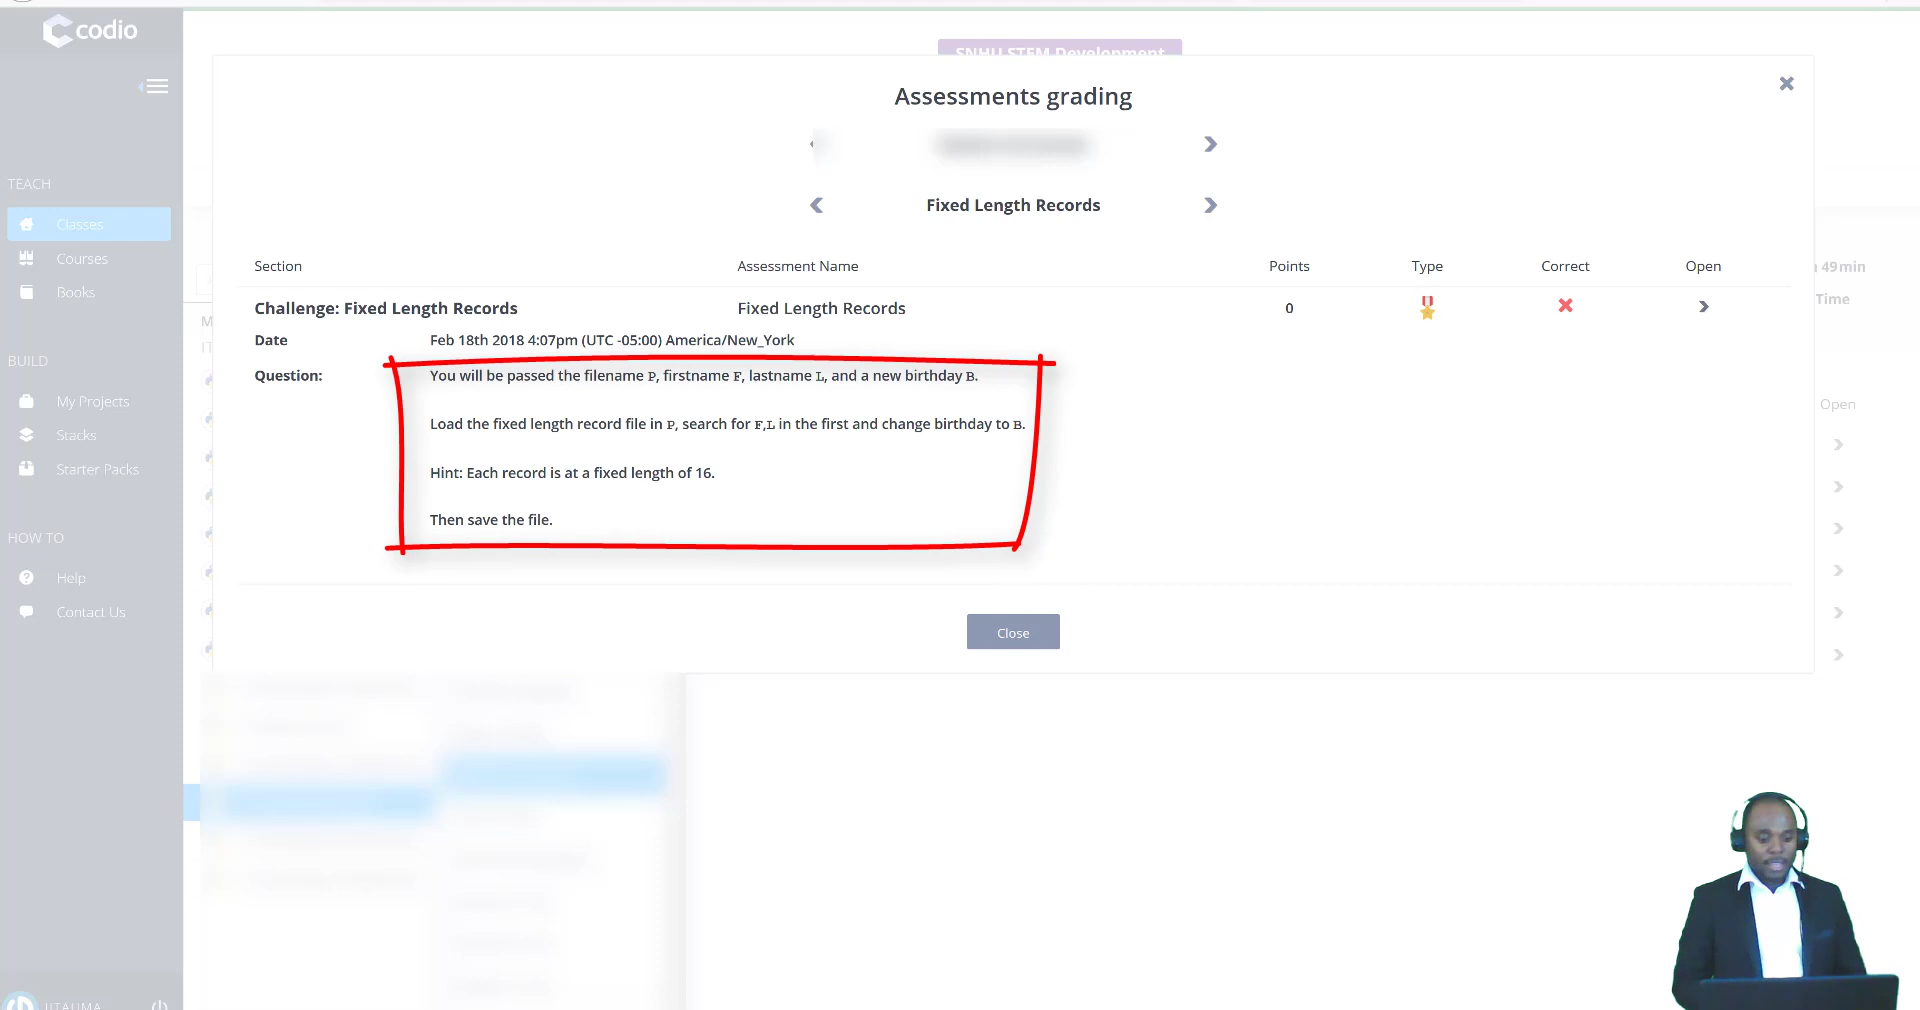 codio
SNHU STEM Development
Assessments grading
Fixed Length Records
TEACH
Classes
Courses
Books
Section Assessment Name Points Type Correct Open
49min
Time
Challenge: Fixed Length Records Fixed Length Records 0
Date Feb 18th 2018 4:07pm (UTC -05:00) America/New_York
Question: You will be passed the filename P, firstname F, lastname L, and a new birthday B.
Load the fixed length record file in P, search for F,L in the first and change birthday to B.
Hint: Each record is at a fixed length of 16.
Then save the file.
BUILD
My Projects
Stacks
Starter Packs
Open
HOW TO
Help
Contact Us
Close
UTAUMA